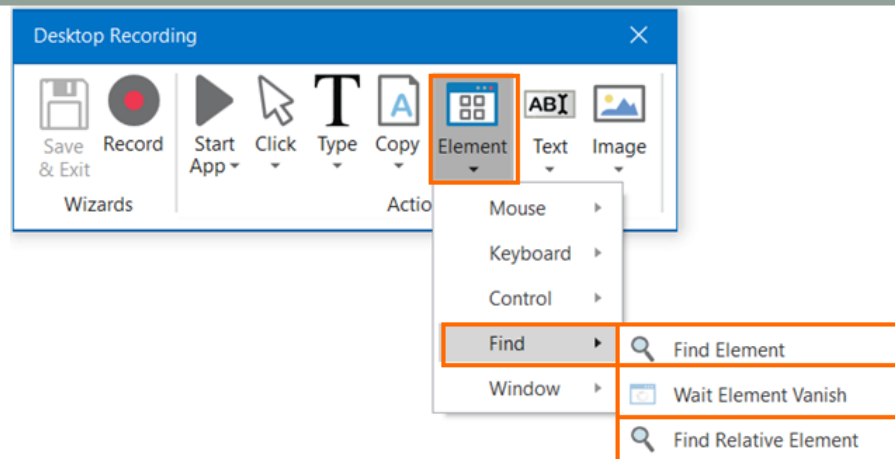 Desktop Recording
Save
& Exit
Record
Start
App
Click
Type
Copy
A
T
Element
ABI
Text
Image
Wizards
Actio
Mouse
Keyboard
Control
Find
Window
Find Element
Wait Element Vanish
Find Relative Element